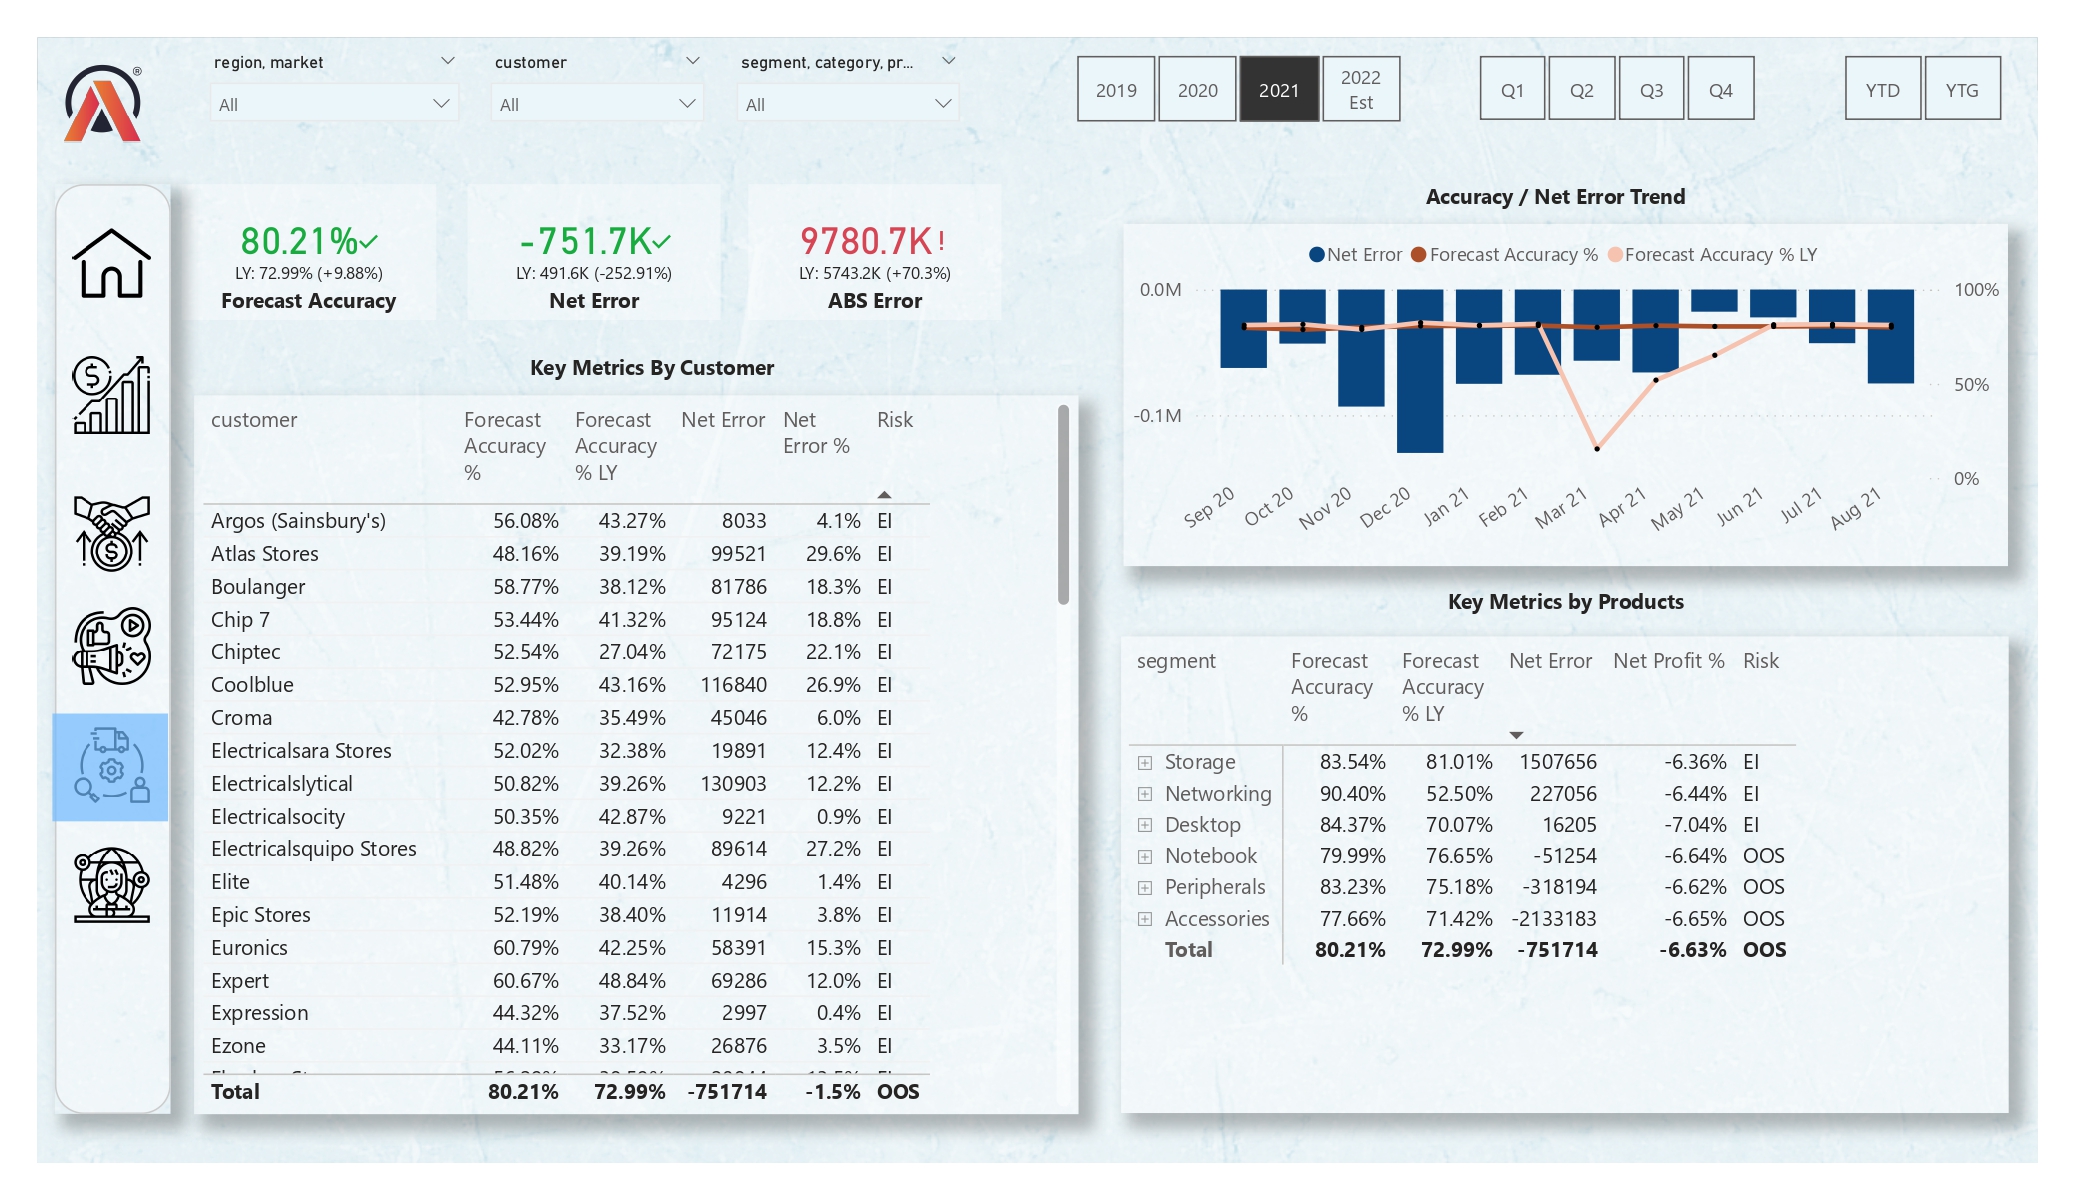 region, market
customer
segment, category, pr...
All
All
All
2019
2020
2021
2022
Est
Q1
Q2
Q3
Q4
YTD
YTG
80.21%
LY: 72.99% (+9.88%)
Forecast Accuracy
-751.7K
LY: 491.6K (-252.91%)
Net Error
9780.7K!
LY: 5743.2K (+70.3%)
ABS Error
Key Metrics By Customer
customer Forecast Accuracy % Forecast Accuracy % LY Net Error Net Error % Risk
Argos (Sainsbury's) 56.08% 43.27% 8033 4.1% EI
Atlas Stores 48.16% 39.19% 99521 29.6% EI
Boulanger 58.77% 38.12% 81786 18.3% EI
Chip 7 53.44% 41.32% 95124 18.8% EI
Chiptec 52.54% 27.04% 72175 22.1% EI
Coolblue 52.95% 43.16% 116840 26.9% EI
Croma 42.78% 35.49% 45046 6.0% EI
Electricalsara Stores 52.02% 32.38% 19891 12.4% EI
Electricalslytical 50.82% 39.26% 130903 12.2% EI
Electricalsocity 50.35% 42.87% 9221 0.9% EI
Electricalsquipo Stores 48.82% 39.26% 89614 27.2% EI
Elite 51.48% 40.14% 4296 1.4% EI
Epic Stores 52.19% 38.40% 11914 3.8% EI
Euronics 60.79% 42.25% 58391 15.3% EI
Expert 60.67% 48.84% 69286 12.0% EI
Expression 44.32% 37.52% 2997 0.4% EI
Ezone 44.11% 33.17% 26876 3.5% EI
Total 80.21% 72.99% -751714 -1.5% OOS
Accuracy / Net Error Trend
Net Error Forecast Accuracy % Forecast Accuracy % LY
0.0M
-0.1M
100%
50%
0%
Sep 20
Oct 20
Nov 20
Dec 20
Jan 21
Feb 21
Mar 21
Apr 21
May 21
Jun 21
Jul 21
Aug 21
Key Metrics by Products
segment Forecast Accuracy % Forecast Accuracy % LY Net Error Net Profit % Risk
Storage 83.54% 81.01% 1507656 -6.36% EI
Networking 90.40% 52.50% 227056 -6.44% EI
Desktop 84.37% 70.07% 16205 -7.04% EI
Notebook 79.99% 76.65% -51254 -6.64% OOS
Peripherals 83.23% 75.18% -318194 -6.62% OOS
Accessories 77.66% 71.42% -2133183 -6.65% OOS
Total 80.21% 72.99% -751714 -6.63% OOS